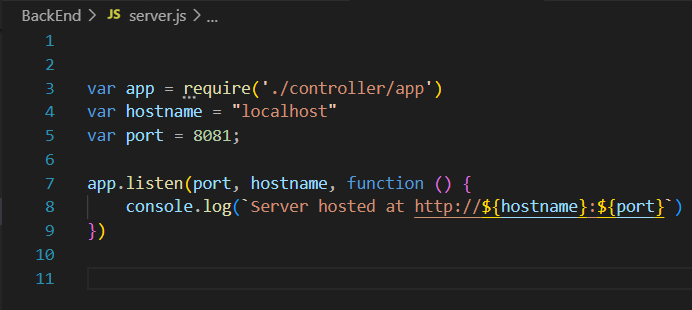 BackEnd > JS server.js > ...
1
2
3 var app = require('./controller/app')
4 var hostname = "localhost"
5 var port = 8081;
6
7 app.listen(port, hostname, function () {
8     console.log(`Server hosted at http://${hostname}:${port}`)
9 })
10
11